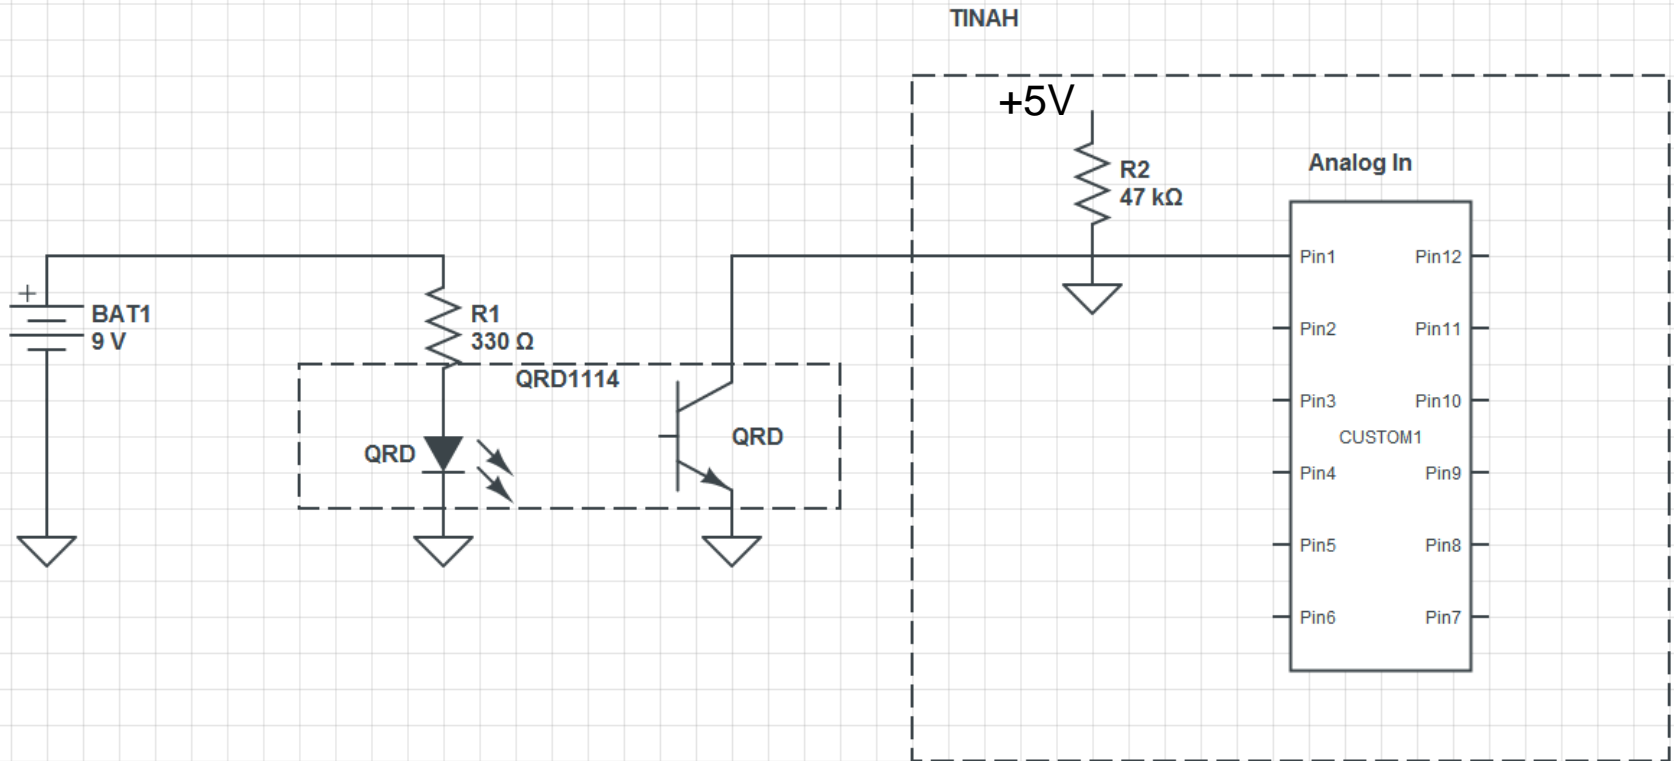 TINAH
+5V
R2
47 kΩ
Analog In
+
BAT1
9 V
R1
330 Ω
QRD1114
QRD
QRD
Pin1
Pin12
Pin2
Pin11
Pin3
Pin10
CUSTOM1
Pin4
Pin9
Pin5
Pin8
Pin6
Pin7